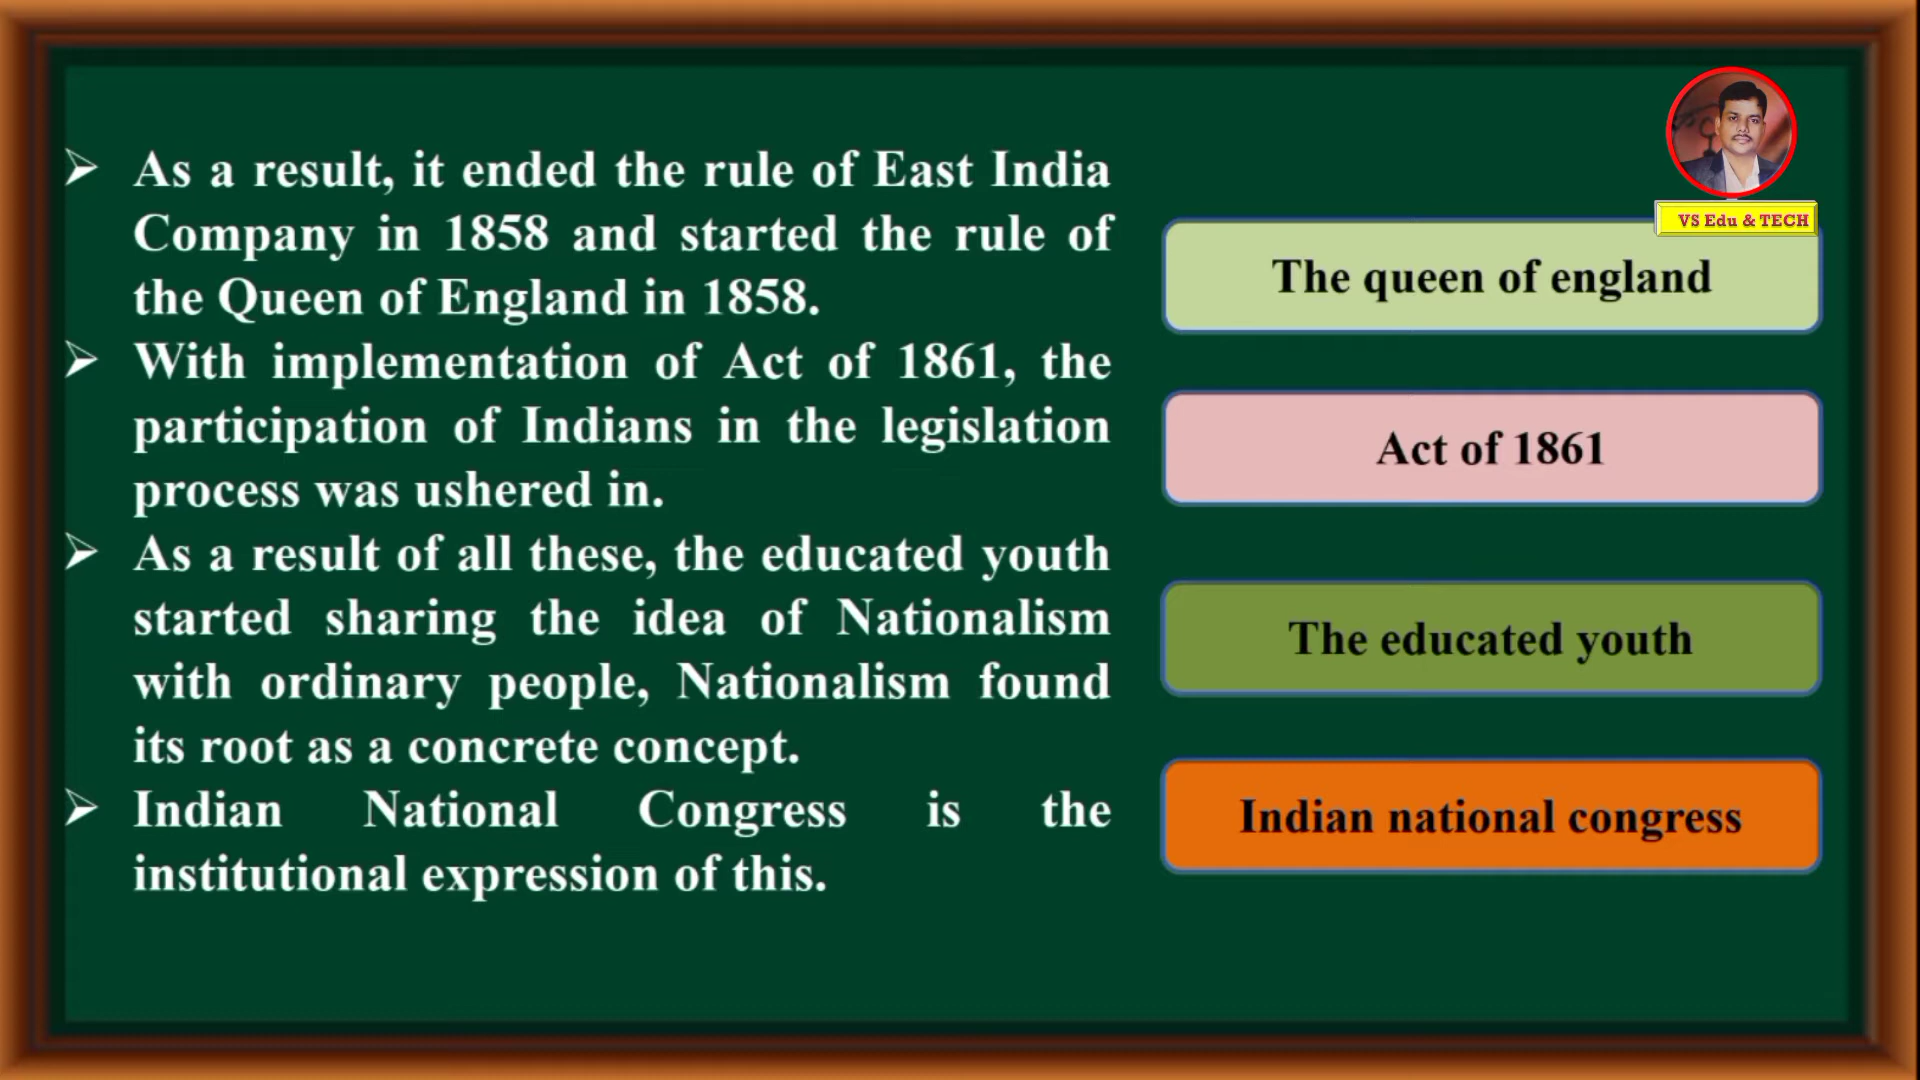 As a result, it ended the rule of East India
Company in 1858 and started the rule of
the Queen of England in 1858.
With implementation of Act of 1861, the
participation of Indians in the legislation
process was ushered in.
As a result of all these, the educated youth
started sharing the idea of Nationalism
with ordinary people, Nationalism found
its root as a concrete concept.
Indian National Congress is the
institutional expression of this.
VS Edu & TECH
The queen of england
Act of 1861
The educated youth
Indian national congress